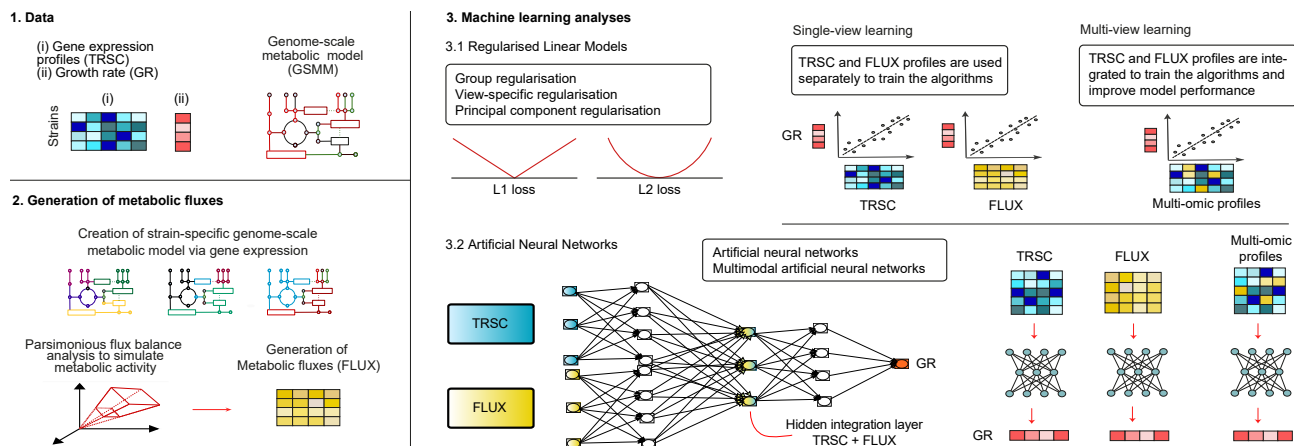 1. Data
(i) Gene expression
profiles (TRSC)
(ii) Growth rate (GR)
(i)
(ii)
Strains
Genome-scale
metabolic model
(GSMM)
2. Generation of metabolic fluxes
Creation of strain-specific genome-scale
metabolic model via gene expression
Parsimonious flux balance
analysis to simulate
metabolic activity
Generation of
Metabolic fluxes (FLUX)
3. Machine learning analyses
3.1 Regularised Linear Models
Group regularisation
View-specific regularisation
Principal component regularisation
L1 loss
L2 loss
Single-view learning
TRSC and FLUX profiles are used
separately to train the algorithms
GR
TRSC
FLUX
Multi-view learning
TRSC and FLUX profiles are inte-
grated to train the algorithms and
improve model performance
Multi-omic profiles
3.2 Artificial Neural Networks
Artificial neural networks
Multimodal artificial neural networks
TRSC
FLUX
GR
Hidden integration layer
TRSC + FLUX
TRSC
FLUX
Multi-omic
profiles
GR